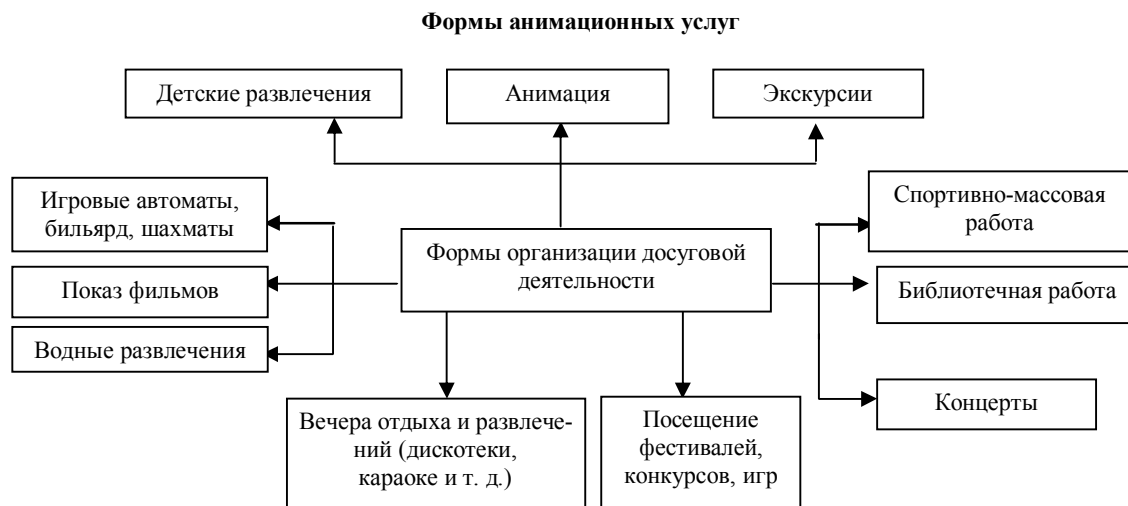 Формы анимационных услуг
Детские развлечения
Анимация
Экскурсии
Игровые автоматы,
бильярд, шахматы
Спортивно-массовая
работа
Формы организации досуговой
деятельности
Показ фильмов
Библиотечная работа
Водные развлечения
Концерты
Вечера отдыха и развлече-
ний (дискотеки,
караоке и т. д.)
Посещение
фестивалей,
конкурсов, игр